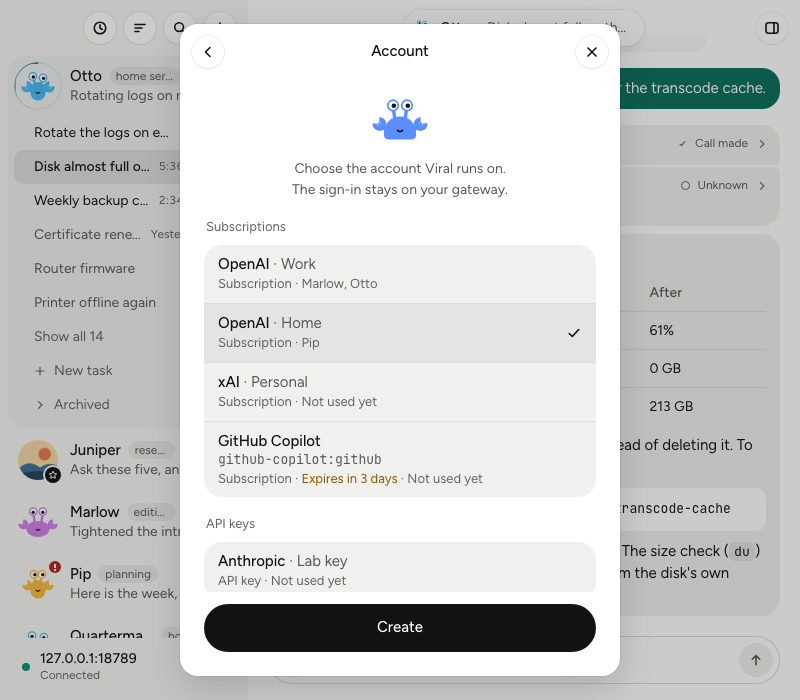 Account
Choose the account Viral runs on.
The sign-in stays on your gateway.
Subscriptions
OpenAI · Work
Subscription · Marlow, Otto
OpenAI · Home
Subscription · Pip
xAI · Personal
Subscription · Not used yet
GitHub Copilot
github-copilot:github
Subscription · Expires in 3 days · Not used yet
API keys
Anthropic · Lab key
API key · Not used yet
Create
Otto home ser...
Rotating logs on
Rotate the logs on e...
Disk almost full o... 5:36
Weekly backup c... 2:34
Certificate rene... Yeste
Router firmware
Printer offline again
Show all 14
+ New task
Archived
Juniper rese...
Ask these five, an
Marlow editi...
Tightened the intr
Pip planning
Here is the week,
Quarterma
127.0.0.1:18789
Connected
the transcode cache.
Call made
Unknown
After
61%
0 GB
213 GB
ead of deleting it. To
transcode-cache
The size check (du)
m the disk's own